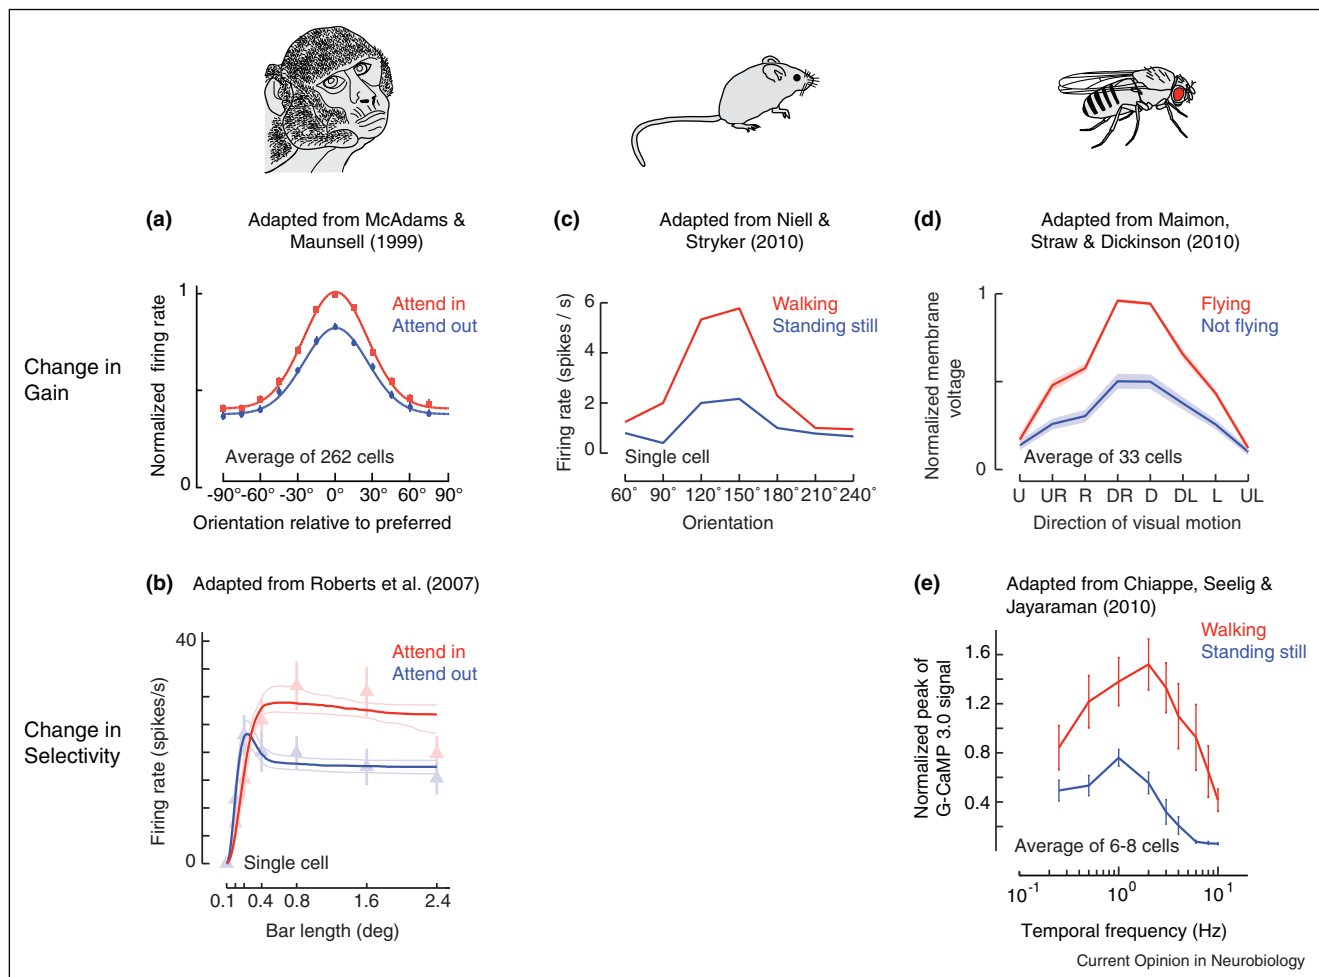 (a) Adapted from McAdams &
Maunsell (1999)
(c) Adapted from Niell &
Stryker (2010)
(d) Adapted from Maimon,
Straw & Dickinson (2010)
Change in
Gain
Normalized firing rate
1
0
Attend in
Attend out
Average of 262 cells
-90° -60° -30° 0° 30° 60° 90°
Orientation relative to preferred
Firing rate (spikes / s)
6
4
2
0
Walking
Standing still
Single cell
60° 90° 120° 150° 180° 210° 240°
Orientation
Normalized membrane
voltage
1
0
Flying
Not flying
Average of 33 cells
U UR R DR D DL L UL
Direction of visual motion
(b) Adapted from Roberts et al. (2007)
(e) Adapted from Chiappe, Seelig &
Jayaraman (2010)
Change in
Selectivity
Firing rate (spikes/s)
40
0
Attend in
Attend out
Single cell
0.1 0.4 0.8 1.6 2.4
Bar length (deg)
Normalized peak of
G-CaMP 3.0 signal
1.6
1.2
0.8
0.4
Walking
Standing still
Average of 6-8 cells
10-1 100 101
Temporal frequency (Hz)
Current Opinion in Neurobiology